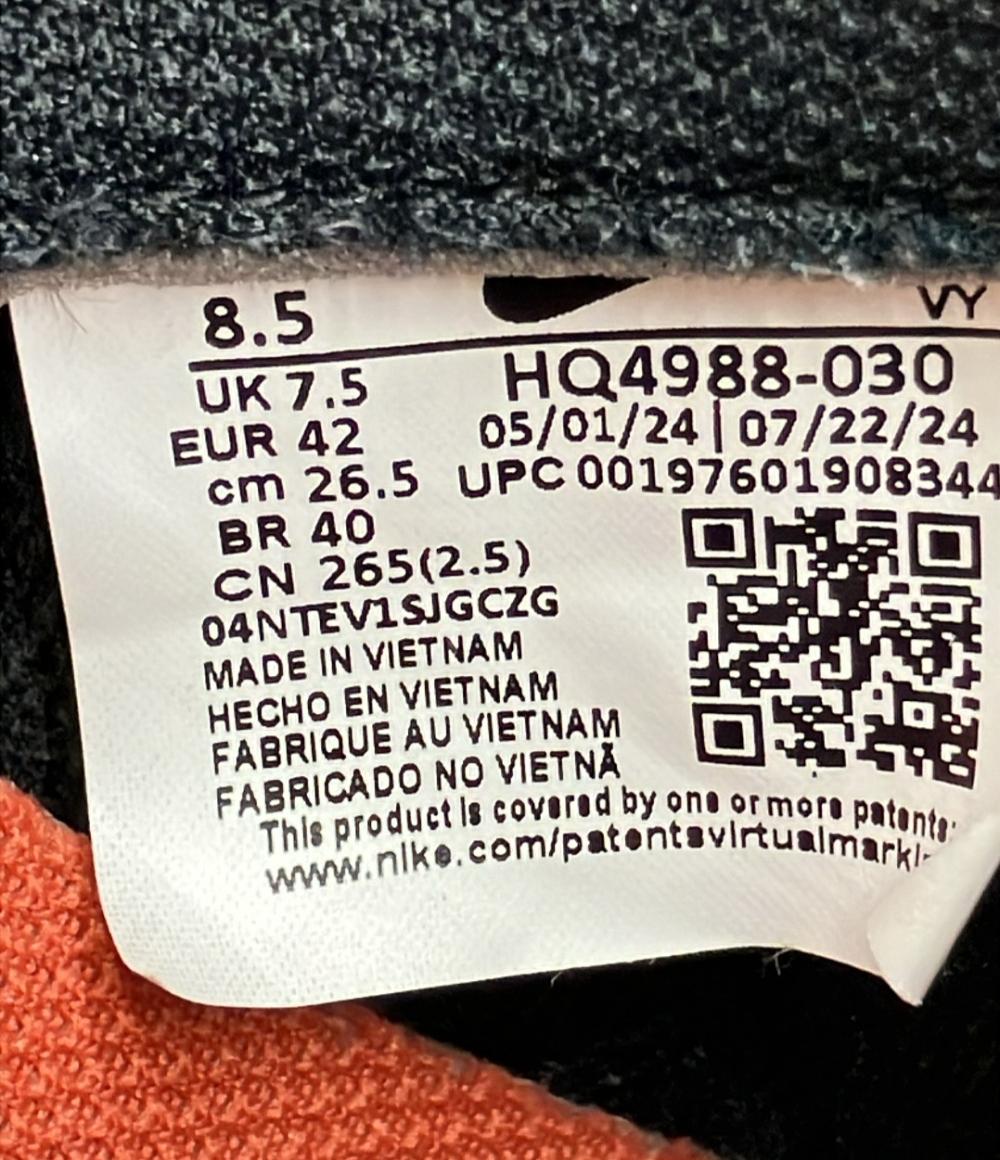 8.5
VY
UK 7.5
HQ4988-030
EUR 42
05/01/24 | 07/22/24
cm 26.5
UPC 00197601908344
BR 40
CN 265(2.5)
04NTEV1SJGCZG
MADE IN VIETNAM
HECHO EN VIETNAM
FABRIQUE AU VIETNAM
FABRICADO NO VIETNÃ
This product is covered by one or more patents
www.nike.com/patentsvirtualmarki